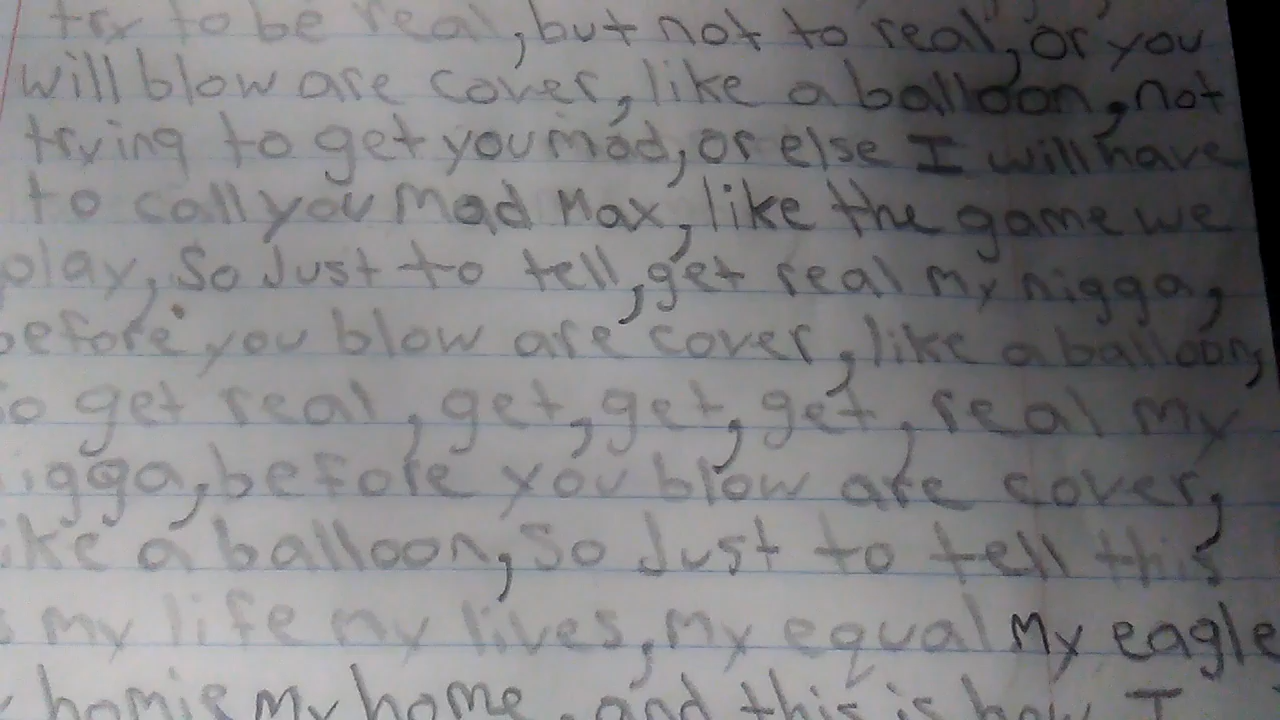 try to be real, but not to real, or you
will blow are cover, like a balloon, not
trying to get you mad, or else I will have
to call you Mad Max, like the game we
play, So Just to tell, get real my nigga,
before you blow are cover, like a balloon,
so get real, get, get, get, real my
igga, before you blow are cover,
ike a balloon, So Just to tell this
s my life my lives, my equal My eagle
homie My home, and this is how I